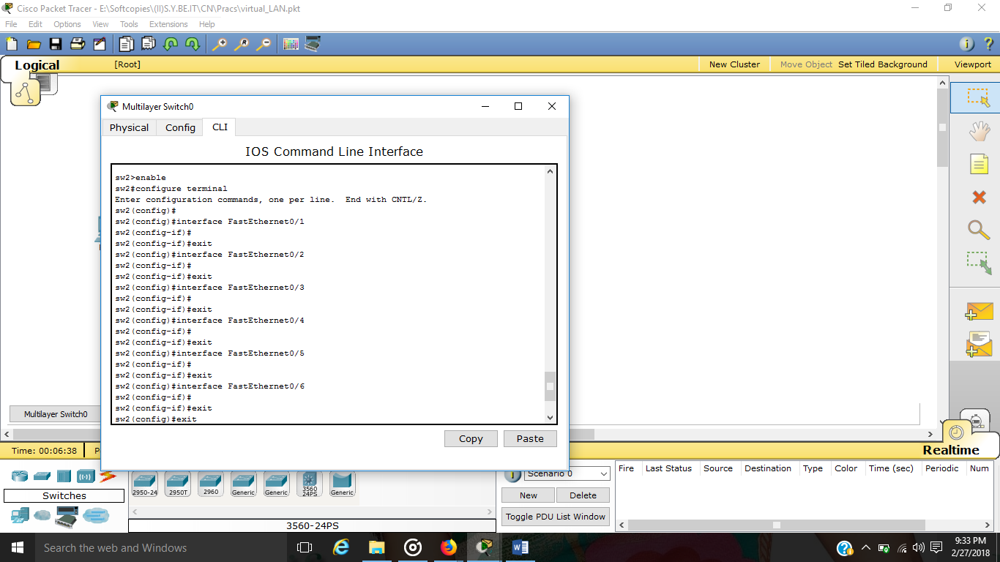 Cisco Packet Tracer - E:\Softcopies\(II)S.Y.BE.IT\CN\Pracs\virtual_LAN.pkt
File Edit Options View Tools Extensions Help
Logical [Root] New Cluster Move Object Set Tiled Background Viewport
Multilayer Switch0
Physical Config CLI
IOS Command Line Interface
sw2>enable
sw2#configure terminal
Enter configuration commands, one per line.  End with CNTL/Z.
sw2(config)#
sw2(config)#interface FastEthernet0/1
sw2(config-if)#
sw2(config-if)#exit
sw2(config)#interface FastEthernet0/2
sw2(config-if)#
sw2(config-if)#exit
sw2(config)#interface FastEthernet0/3
sw2(config-if)#
sw2(config-if)#exit
sw2(config)#interface FastEthernet0/4
sw2(config-if)#
sw2(config-if)#exit
sw2(config)#interface FastEthernet0/5
sw2(config-if)#
sw2(config-if)#exit
sw2(config)#interface FastEthernet0/6
sw2(config-if)#
sw2(config-if)#exit
sw2(config)#exit
Copy Paste
Multilayer Switch0
Time: 00:06:38 P
Realtime
Switches
2950-24 2950T 2960 Generic Generic 3560 24PS Generic
3560-24PS
Scenario 0
New Delete
Toggle PDU List Window
Fire Last Status Source Destination Type Color Time (sec) Periodic Num
Search the web and Windows
9:33 PM
2/27/2018